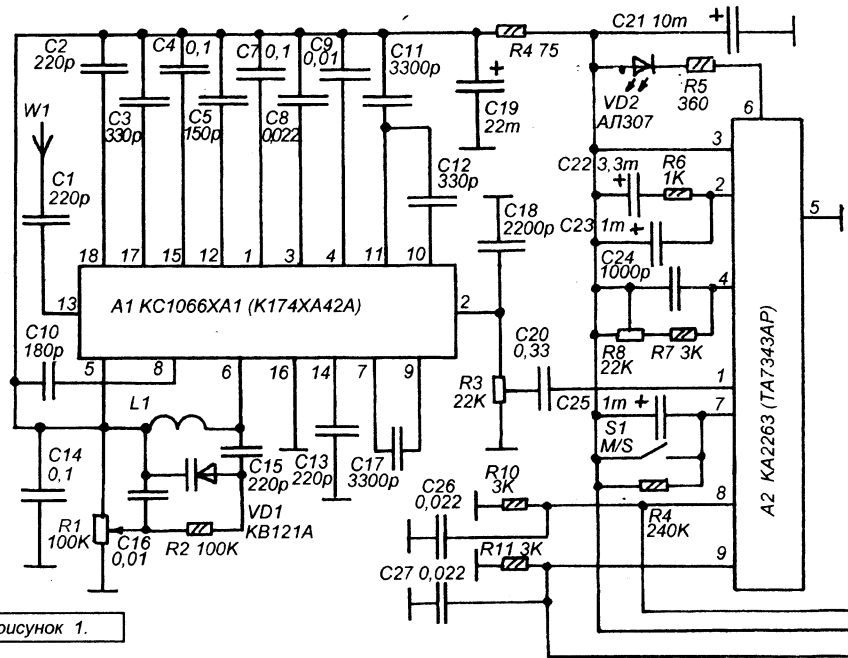 C2
220p
C4
0,1
C7
0,1
C9
0,01
C11
3300p
R4 75
C21 10m
+
W1
C3
330p
C5
150p
C8
0,022
+
C19
22m
VD2
АЛ307
R5
360
6
C1
220p
C12
330p
3
C22 3,3m
+
R6
1K
2
C18
2200p
C23 1m
+
5
18
17
15
12
1
3
4
11
10
C24
1000p
4
13
A1 КС1066ХА1 (К174ХА42А)
2
C10
180p
R8
22K
R7 3K
C20
0,33
5
8
6
16
14
7
9
R3
22K
1
L1
C25
1m
+
7
S1
M/S
C14
0,1
C15
220p
C13
220p
C17
3300p
R10
3K
C26
0,022
R4
240K
8
VD1
КВ121А
R1
100K
C16
0,01
R2 100K
R11 3K
9
C27 0,022
A2 KA2263 (TA7343AP)
рисунок 1.